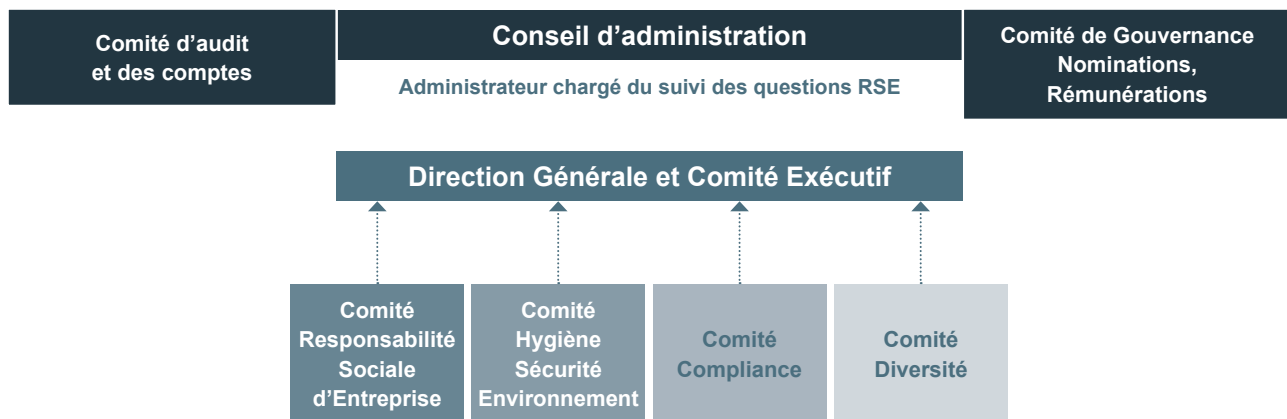 Comité d’audit
et des comptes
Conseil d’administration
Administrateur chargé du suivi des questions RSE
Comité de Gouvernance
Nominations,
Rémunérations
Direction Générale et Comité Exécutif
Comité
Responsabilité
Sociale
d’Entreprise
Comité
Hygiène
Sécurité
Environnement
Comité
Compliance
Comité
Diversité